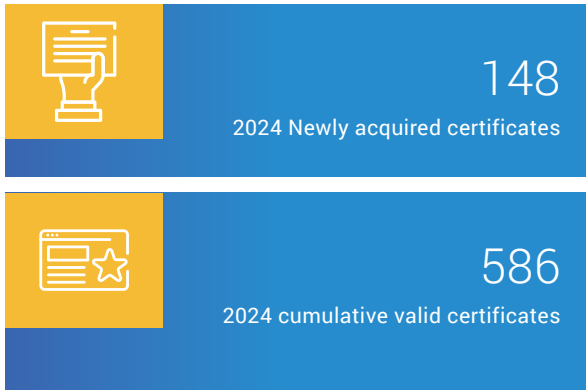 148
2024 Newly acquired certificates
586
2024 cumulative valid certificates